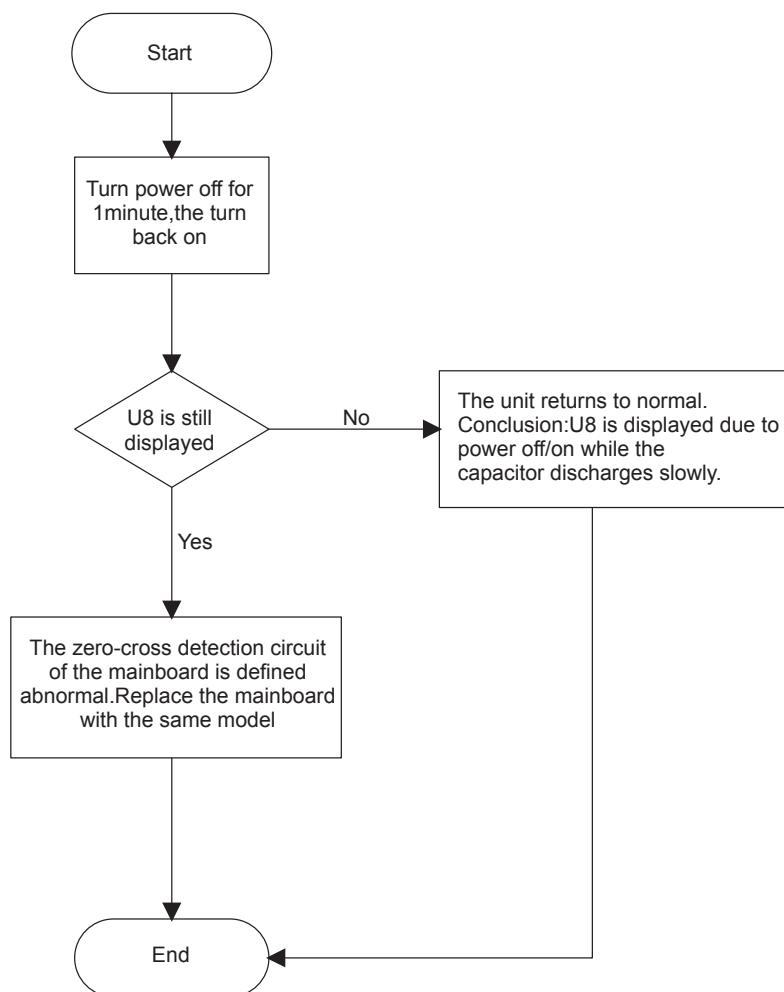 Start
Turn power off for
1minute,the turn
back on
U8 is still
displayed
No
The unit returns to normal.
Conclusion:U8 is displayed due to
power off/on while the
capacitor discharges slowly.
Yes
The zero-cross detection circuit
of the mainboard is defined
abnormal.Replace the mainboard
with the same model
End